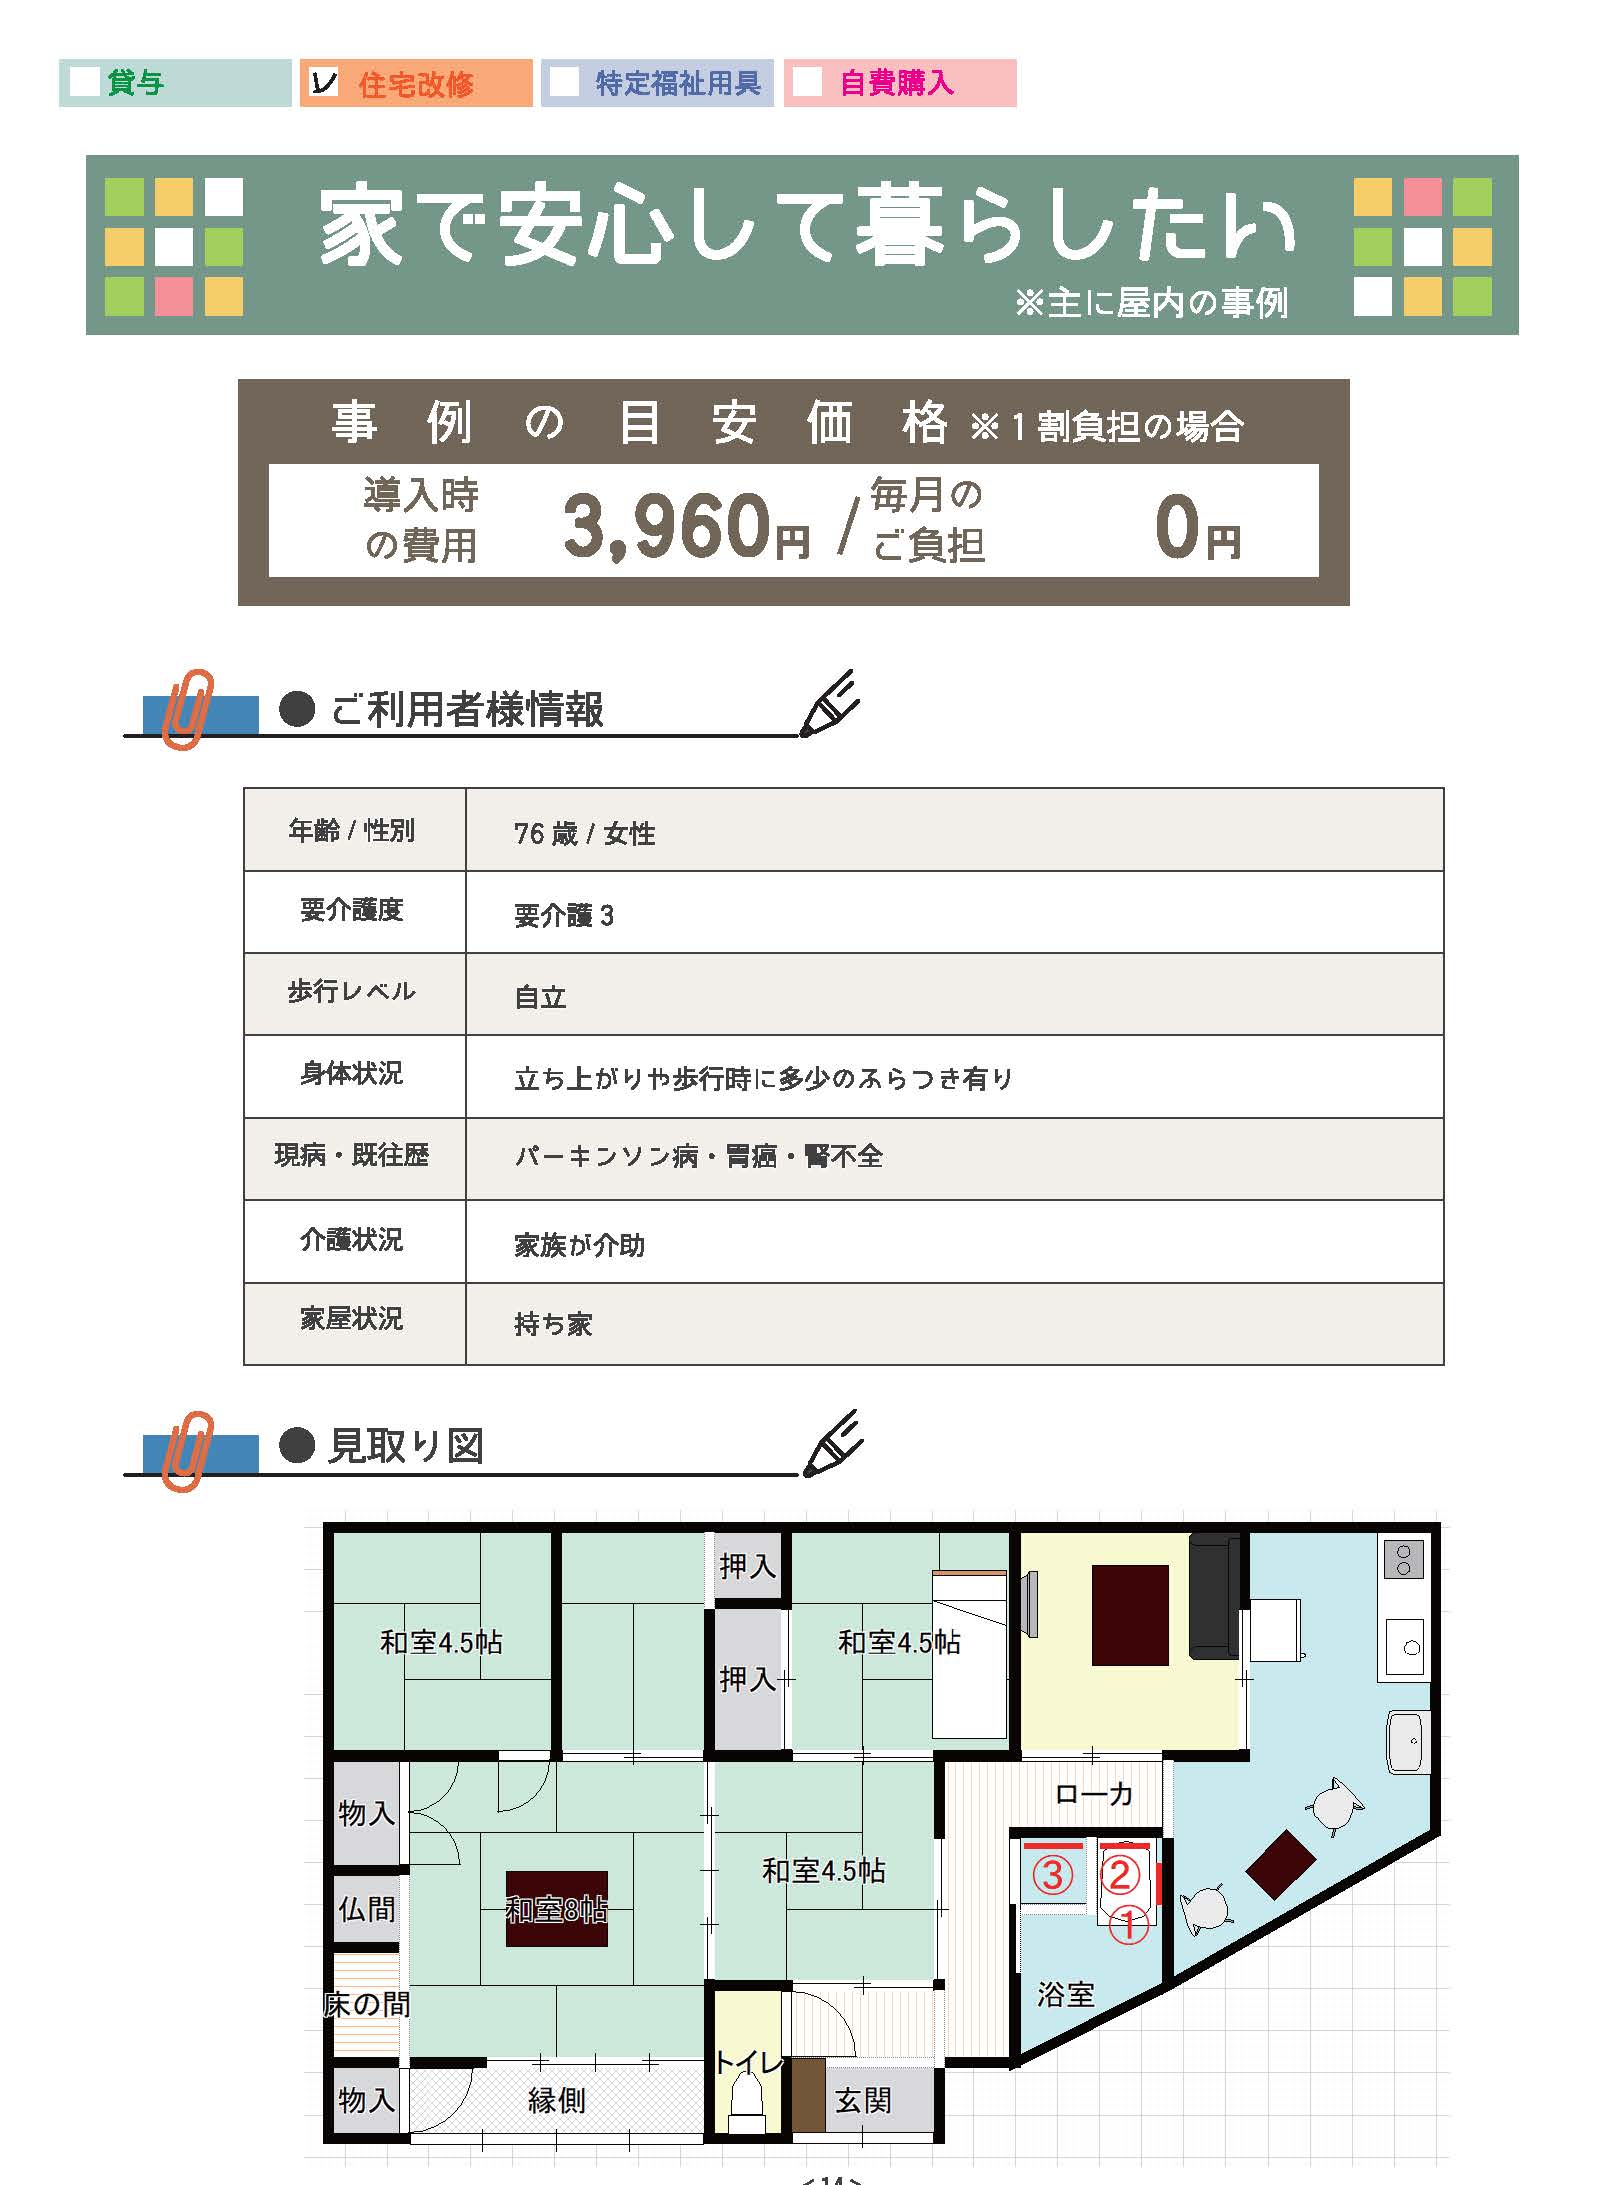 貸与
レ 住宅改修
特定福祉用具
自費購入
家で安心して暮らしたい
※主に屋内の事例
事例の目安価格 ※1割負担の場合
導入時の費用 3,960円 / 毎月のご負担 0円
● ご利用者様情報
年齢 / 性別 76 歳 / 女性
要介護度 要介護 3
歩行レベル 自立
身体状況 立ち上がりや歩行時に多少のふらつき有り
現病・既往歴 パーキンソン病・胃癌・腎不全
介護状況 家族が介助
家屋状況 持ち家
● 見取り図
押入
和室4.5帖
和室4.5帖
押入
ローカ
物入
和室4.5帖
③ ②
仏間
和室8帖
①
浴室
床の間
トイレ
物入
縁側
玄関
<14>